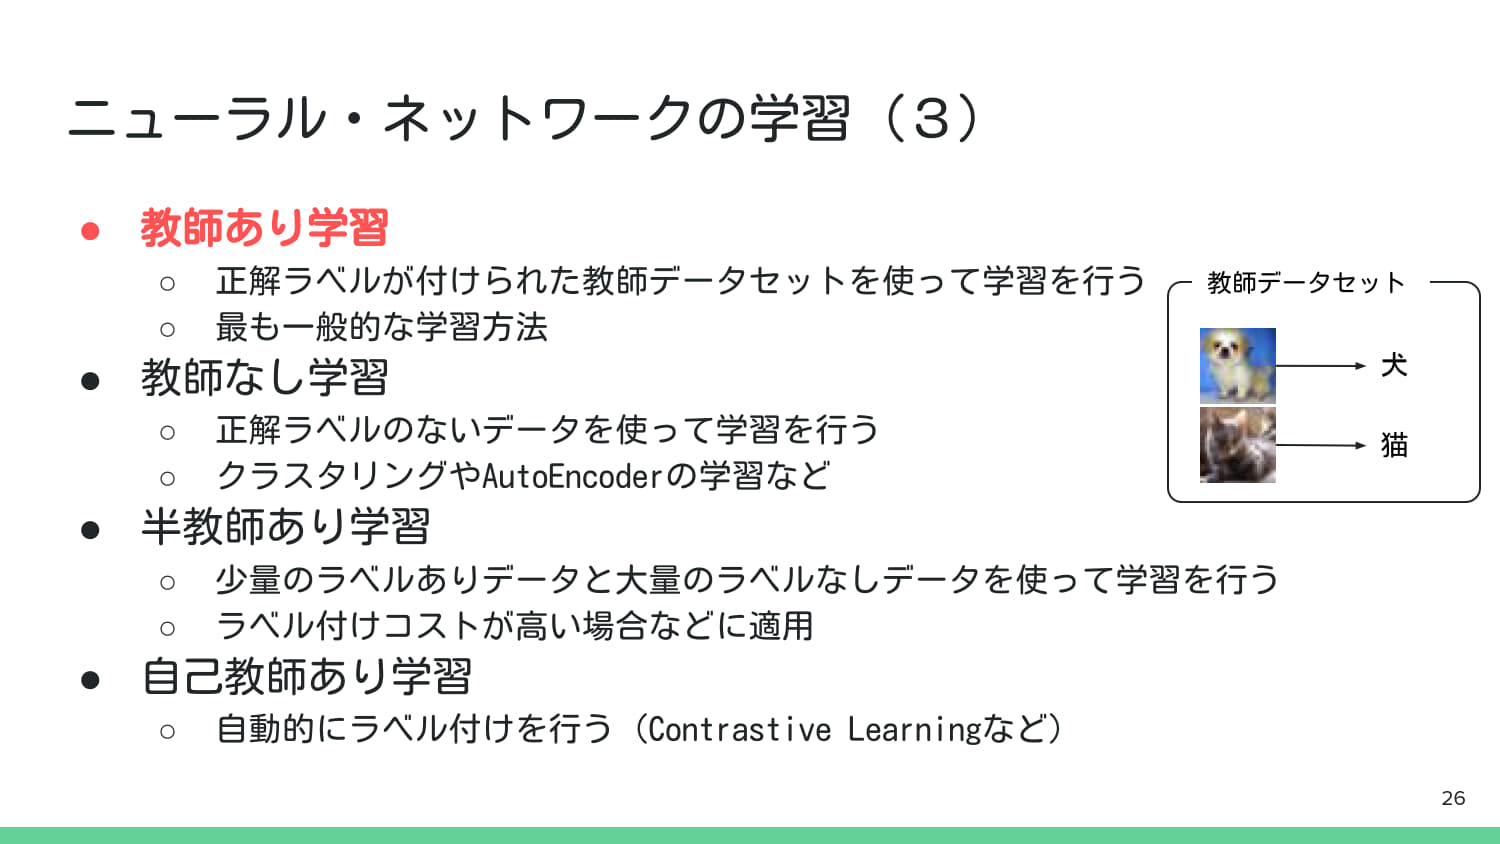 ニューラル・ネットワークの学習（３）
● 教師あり学習
○ 正解ラベルが付けられた教師データセットを使って学習を行う
○ 最も一般的な学習方法
● 教師なし学習
○ 正解ラベルのないデータを使って学習を行う
○ クラスタリングやAutoEncoderの学習など
● 半教師あり学習
○ 少量のラベルありデータと大量のラベルなしデータを使って学習を行う
○ ラベル付けコストが高い場合などに適用
● 自己教師あり学習
○ 自動的にラベル付けを行う（Contrastive Learningなど）
教師データセット
犬
猫
26